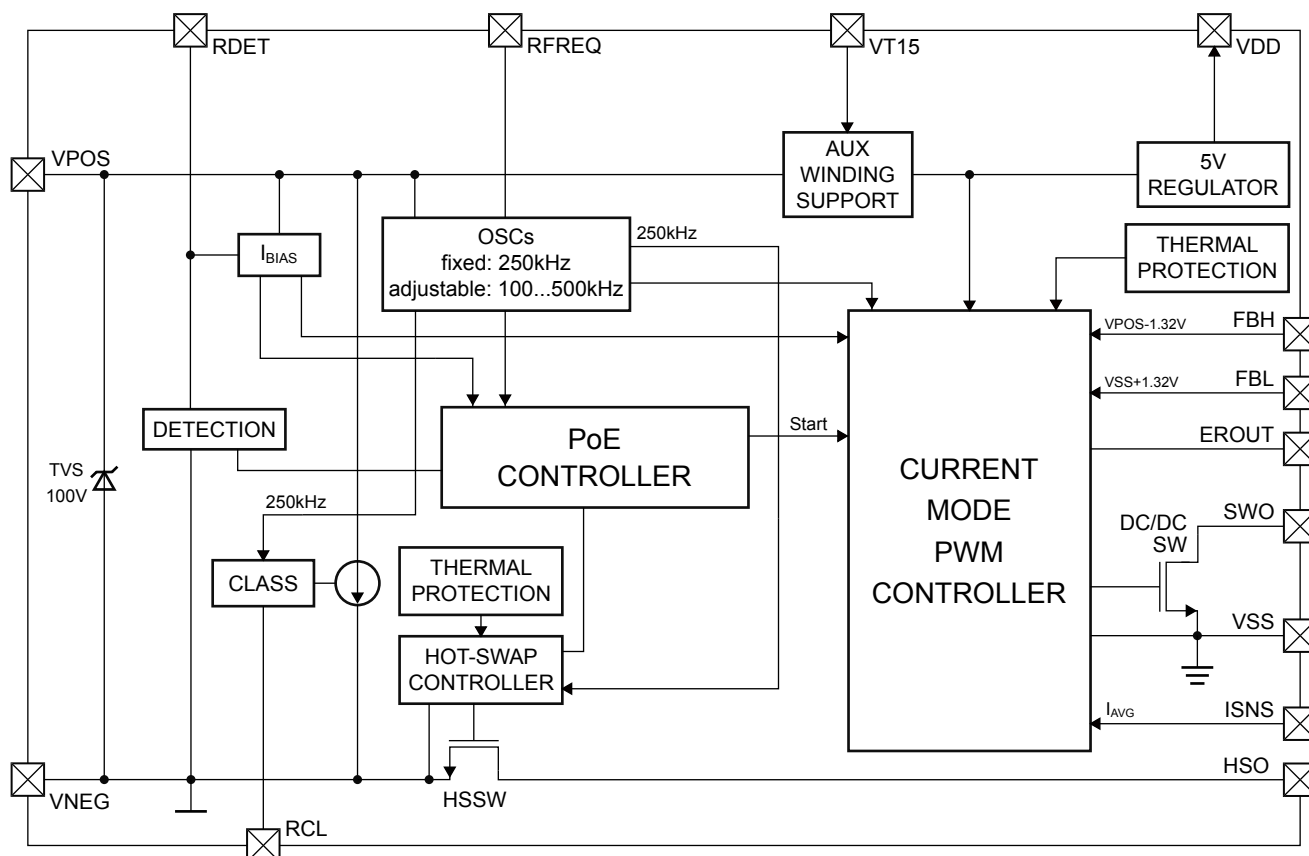 RDET
RFREQ
VT15
VDD
VPOS
AUX
WINDING
SUPPORT
5V
REGULATOR
OSCs
fixed: 250kHz
adjustable: 100...500kHz
250kHz
IBIAS
THERMAL
PROTECTION
VPOS-1.32V
FBH
VSS+1.32V
FBL
DETECTION
PoE
CONTROLLER
Start
EROUT
TVS
100V
250kHz
CURRENT
MODE
PWM
CONTROLLER
DC/DC
SW
SWO
CLASS
THERMAL
PROTECTION
VSS
HOT-SWAP
CONTROLLER
IAVG
ISNS
VNEG
HSSW
HSO
RCL